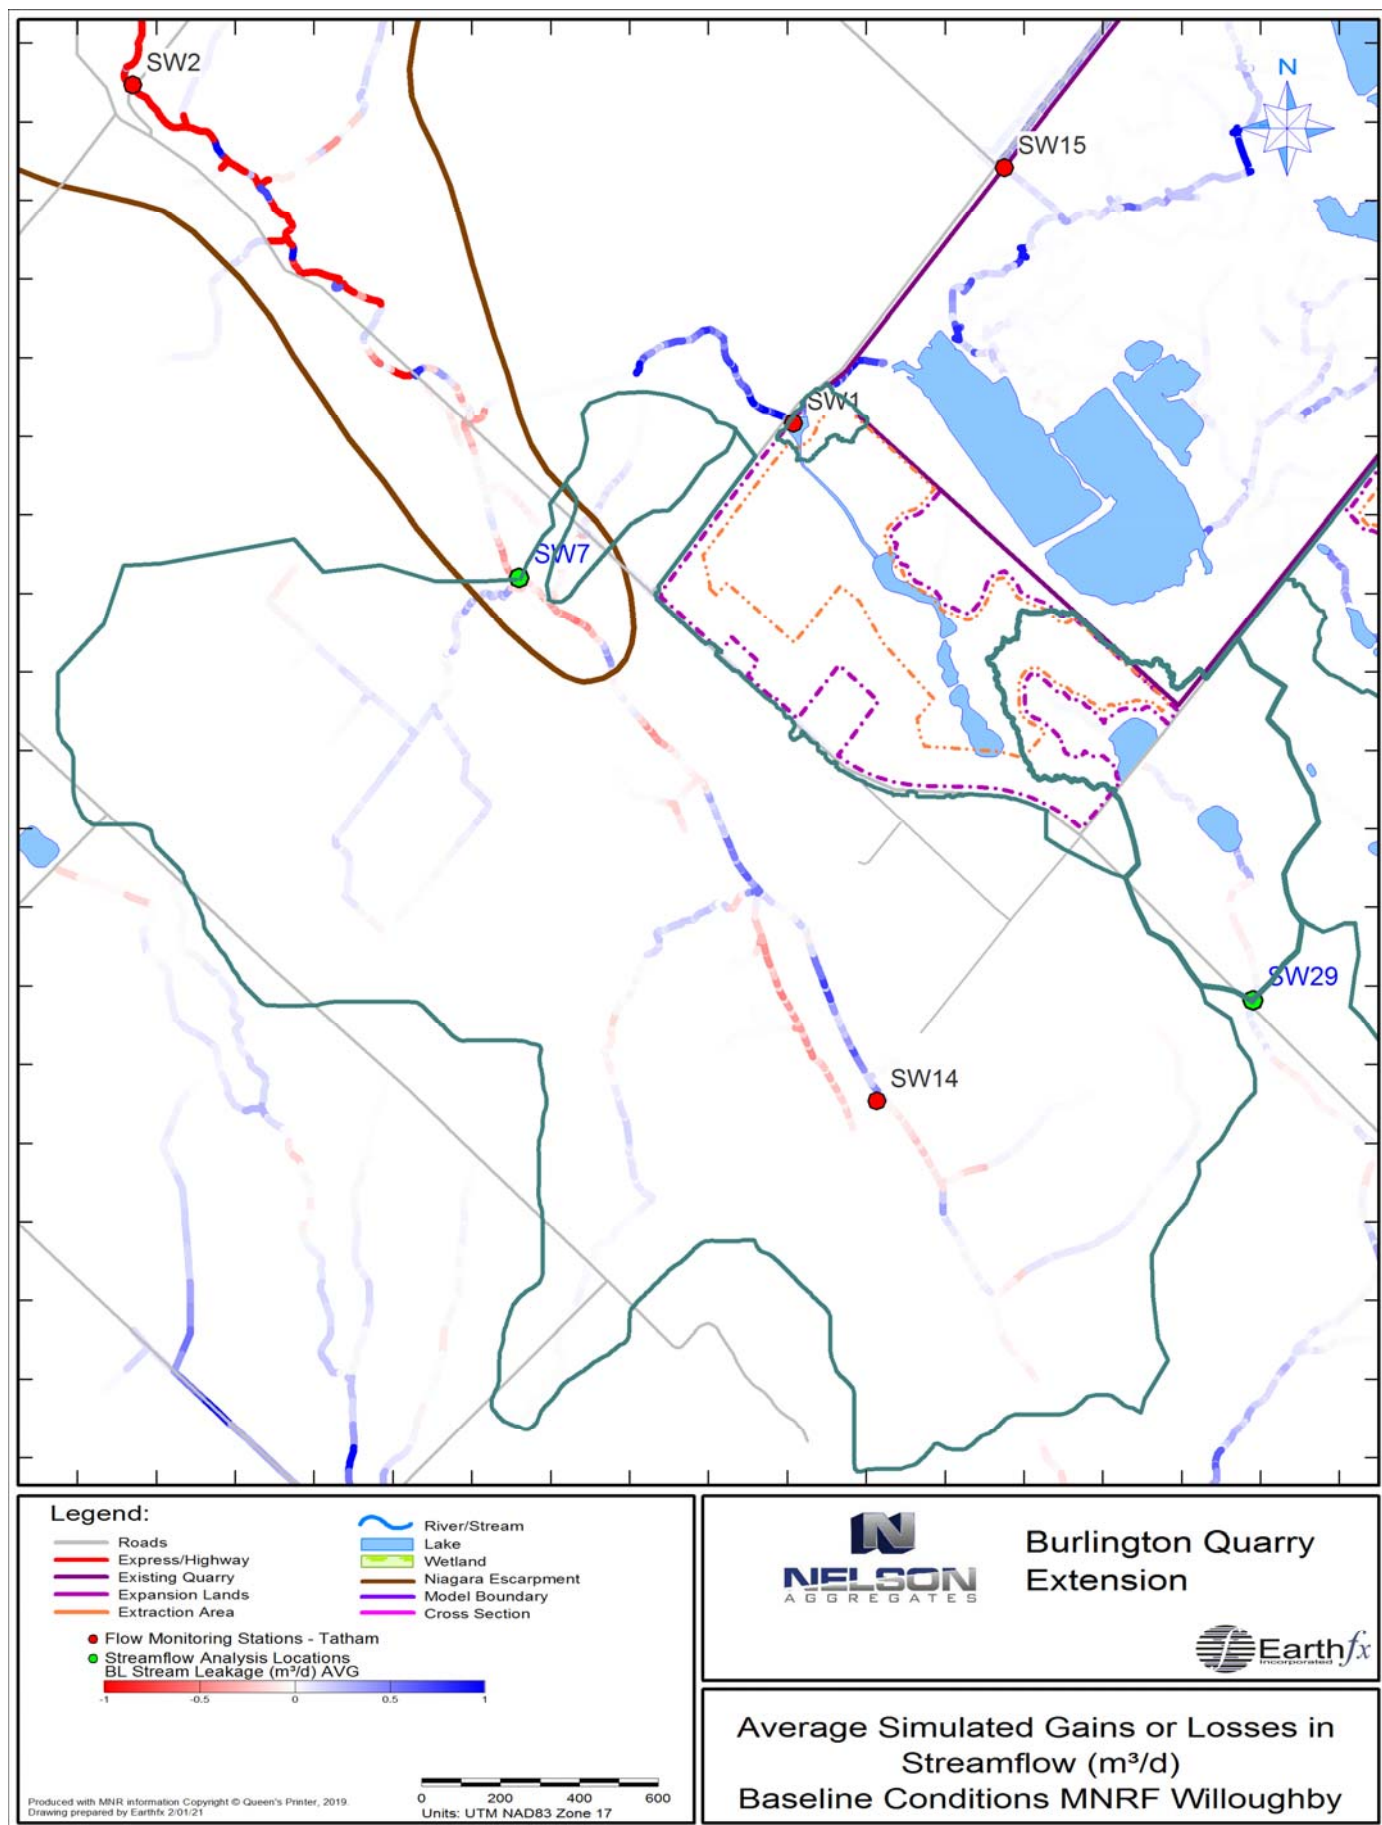 SW2
N
SW15
SW1
SW7
SW29
SW14
Legend:
Roads
Express/Highway
Existing Quarry
Expansion Lands
Extraction Area
River/Stream
Lake
Wetland
Niagara Escarpment
Model Boundary
Cross Section
Flow Monitoring Stations - Tatham
Streamflow Analysis Locations
BL Stream Leakage (m³/d) AVG
-1 -0.5 0 0.5 1
Produced with MNR information Copyright © Queen's Printer, 2019.
Drawing prepared by Earthfx 2/01/21
0 200 400 600
Units: UTM NAD83 Zone 17
N
NELSON
AGGREGATES
Burlington Quarry
Extension
Earthfx
Incorporated
Average Simulated Gains or Losses in
Streamflow (m³/d)
Baseline Conditions MNRF Willoughby